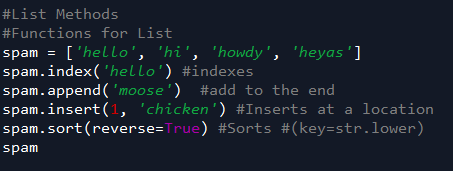 #List Methods
#Functions for List
spam = ['hello', 'hi', 'howdy', 'heyas']
spam.index('hello') #indexes
spam.append('moose')  #add to the end
spam.insert(1, 'chicken') #Inserts at a location
spam.sort(reverse=True) #Sorts #(key=str.lower)
spam